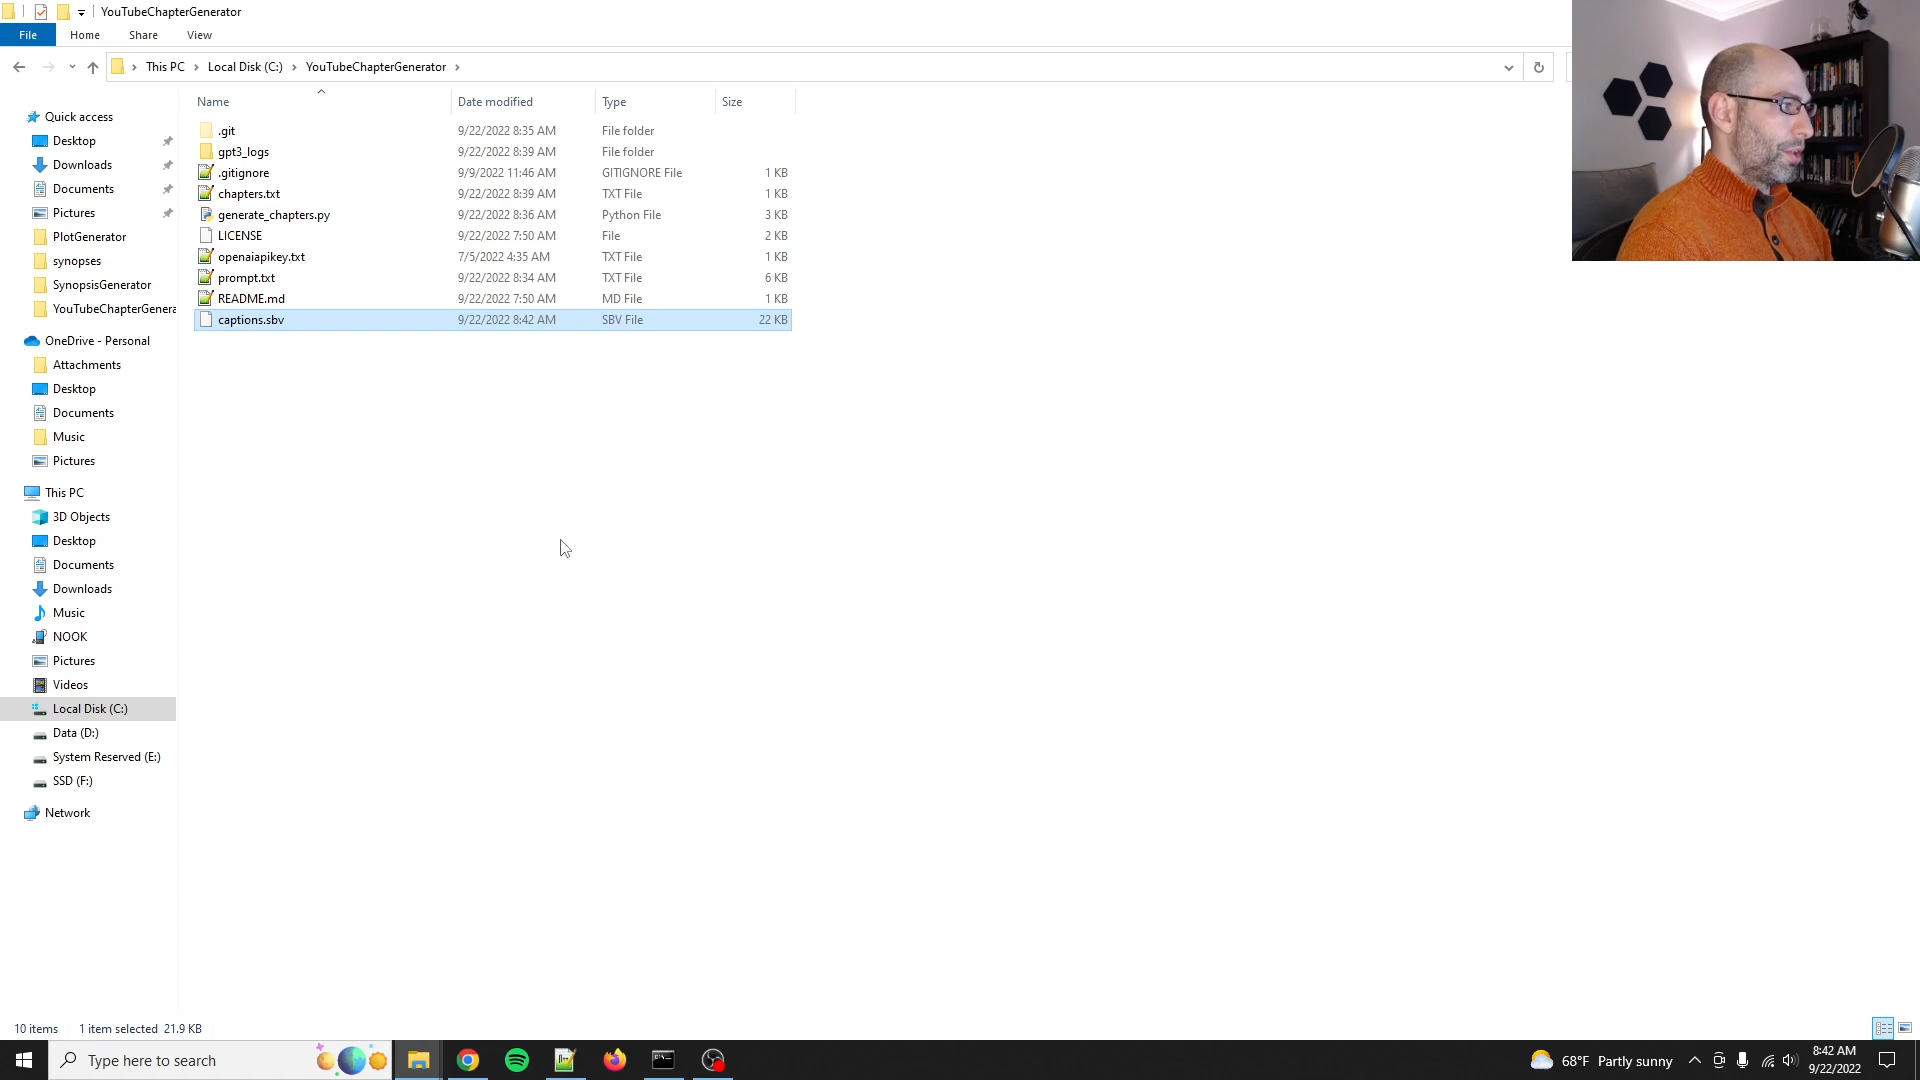 YouTubeChapterGenerator
File Home Share View
This PC Local Disk (C:) YouTubeChapterGenerator
Name Date modified Type Size
Quick access
Desktop
Downloads
Documents
Pictures
PlotGenerator
synopses
SynopsisGenerator
YouTubeChapterGenera
OneDrive - Personal
Attachments
Desktop
Documents
Music
Pictures
This PC
3D Objects
Desktop
Documents
Downloads
Music
NOOK
Pictures
Videos
Local Disk (C:)
Data (D:)
System Reserved (E:)
SSD (F:)
Network
.git 9/22/2022 8:35 AM File folder
gpt3_logs 9/22/2022 8:39 AM File folder
.gitignore 9/9/2022 11:46 AM GITIGNORE File 1 KB
chapters.txt 9/22/2022 8:39 AM TXT File 1 KB
generate_chapters.py 9/22/2022 8:36 AM Python File 3 KB
LICENSE 9/22/2022 7:50 AM File 2 KB
openaiapikey.txt 7/5/2022 4:35 AM TXT File 1 KB
prompt.txt 9/22/2022 8:34 AM TXT File 6 KB
README.md 9/22/2022 7:50 AM MD File 1 KB
captions.sbv 9/22/2022 8:42 AM SBV File 22 KB
10 items 1 item selected 21.9 KB
Type here to search
68°F Partly sunny
8:42 AM
9/22/2022